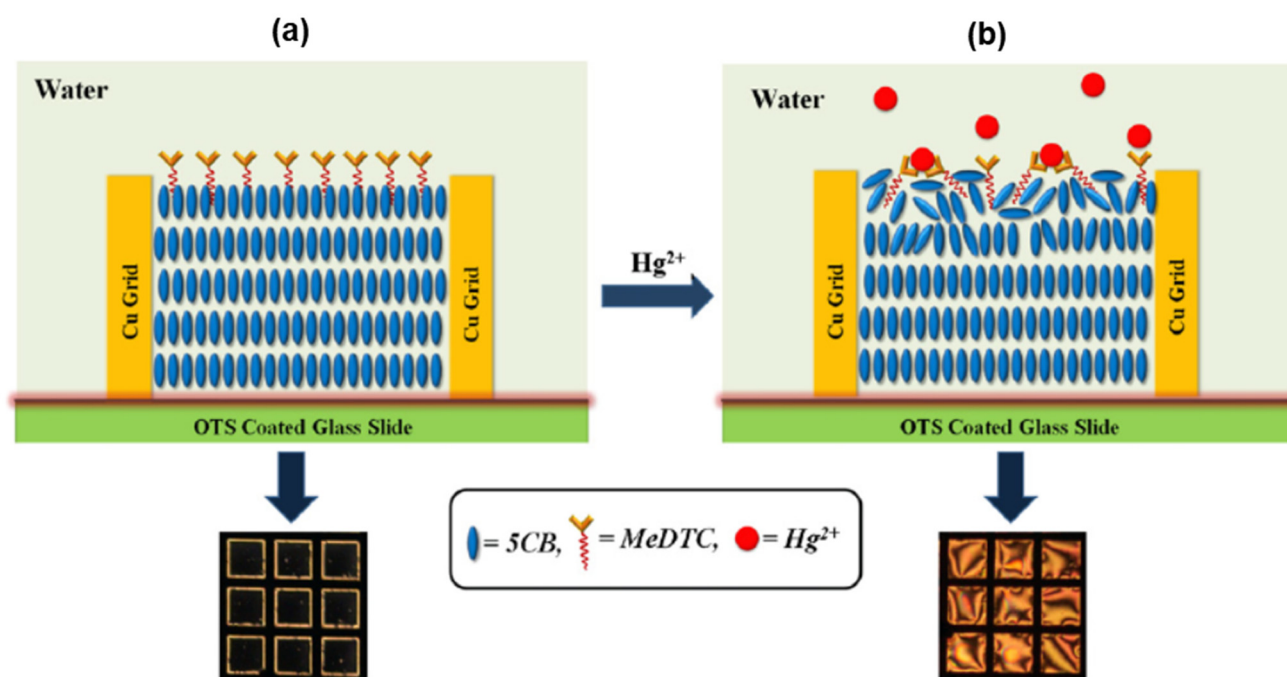 (a)
(b)
Water
Water
Cu Grid
Cu Grid
Hg²⁺
Cu Grid
Cu Grid
OTS Coated Glass Slide
OTS Coated Glass Slide
= 5CB, = MeDTC, = Hg²⁺